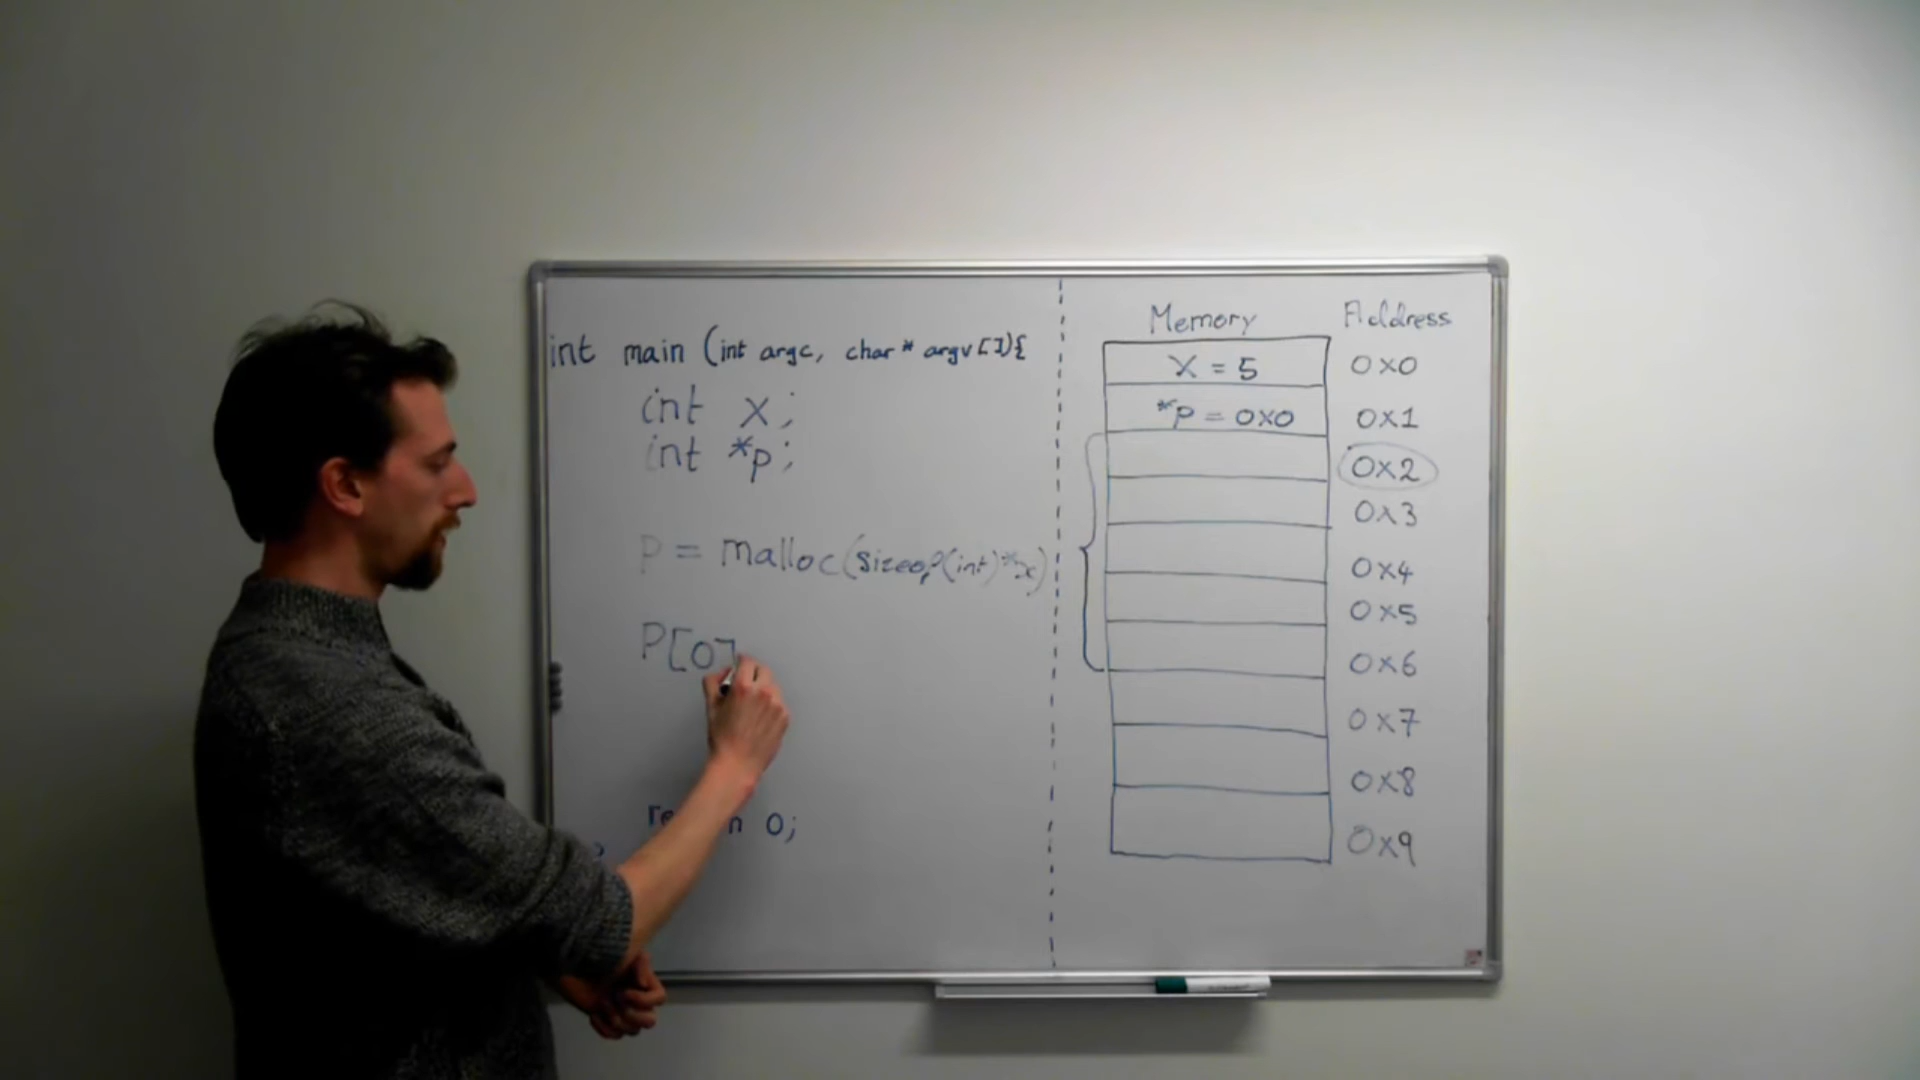 int main (int argc, char* argv[]){
int x;
int *p;
P = malloc(sizeof(int)*x)
P[0]
0;
Memory Address
X = 5 0x0
*p = 0x0 0x1
0x2
0x3
0x4
0x5
0x6
0x7
0x8
0x9